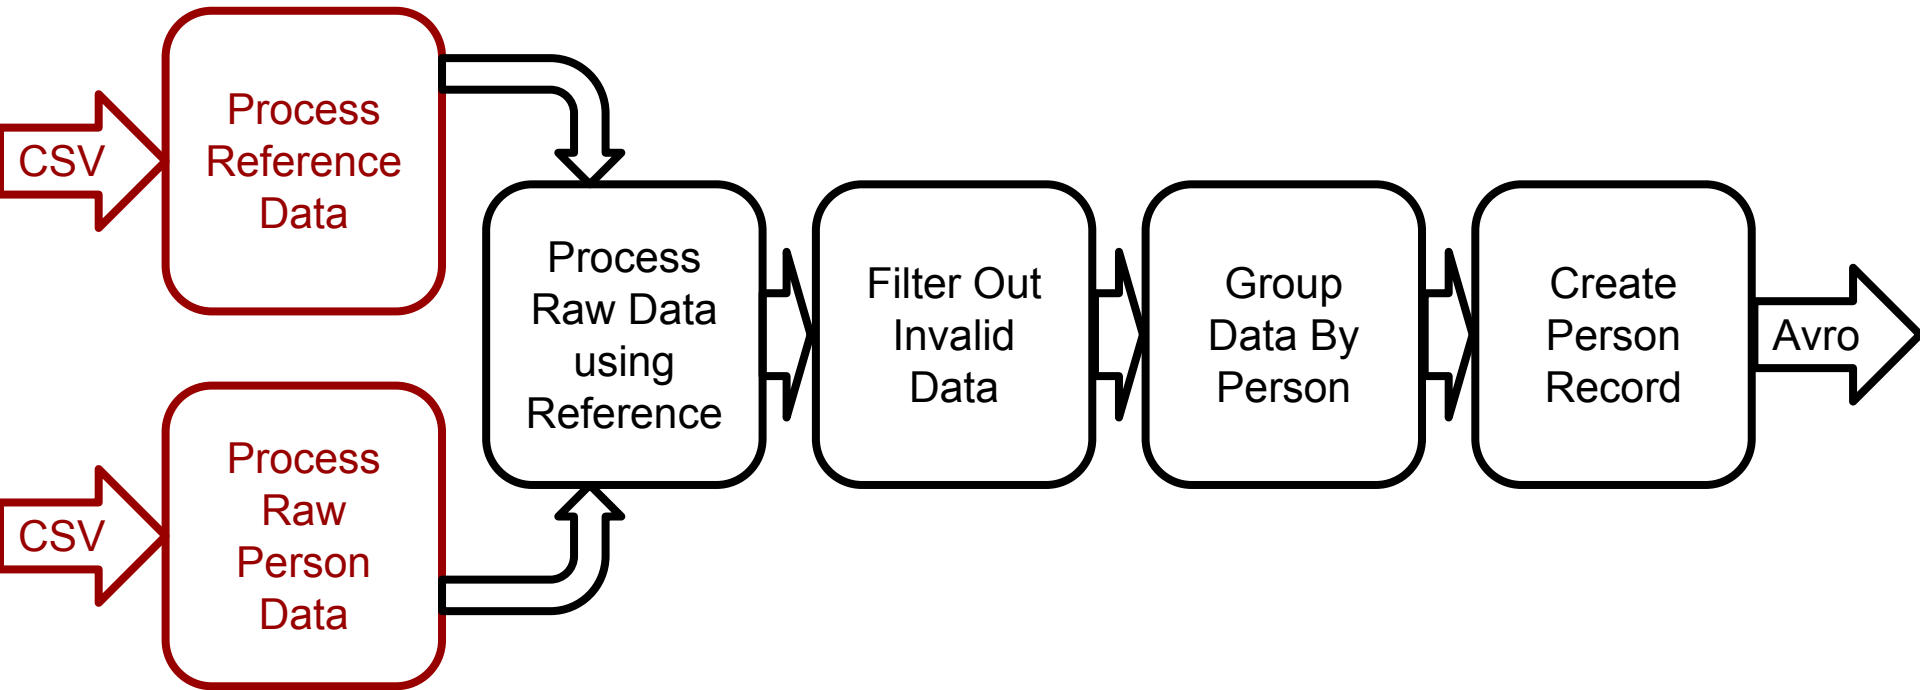 CSV
Process
Reference
Data
CSV
Process
Raw
Person
Data
Process
Raw Data
using
Reference
Filter Out
Invalid
Data
Group
Data By
Person
Create
Person
Record
Avro